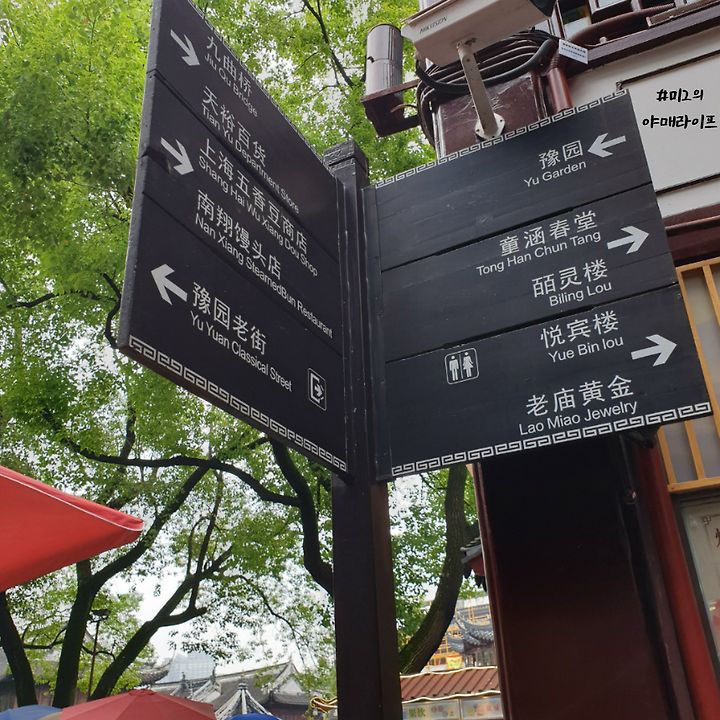 九曲桥
Jiu Qu Bridge
天裕百货
Tian Yu Department Store
上海五香豆商店
Shang Hai Wu Xiang Dou Shop
南翔馒头店
Nan Xiang SteamedBun Restaurant
豫园老街
Yu Yuan Classical Street
豫园
Yu Garden
童涵春堂
Tong Han Chun Tang
皕灵楼
Biling Lou
悦宾楼
Yue Bin lou
老庙黄金
Lao Miao Jewelry
#미2의
야매라이프